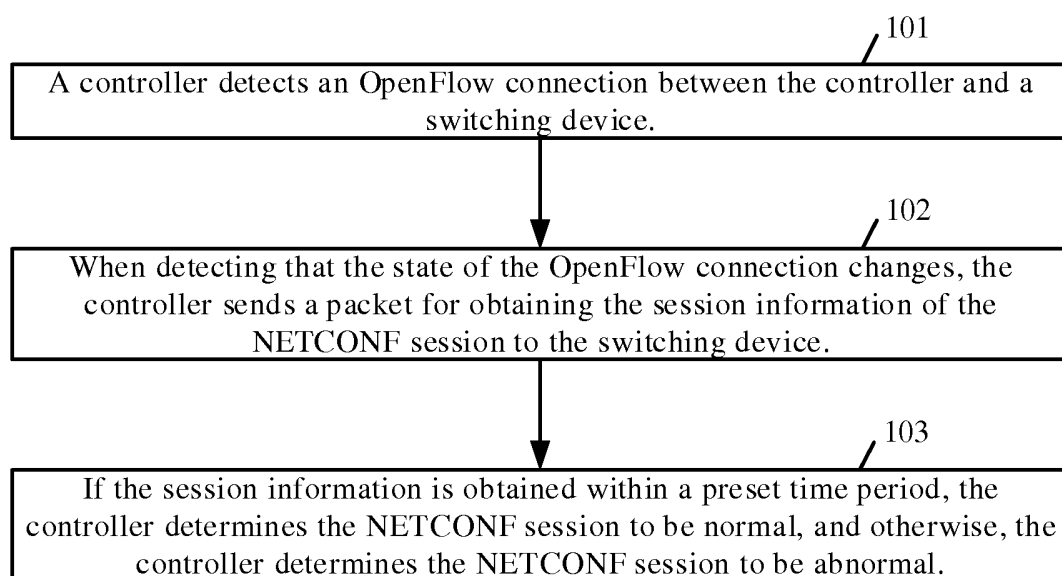 101
A controller detects an OpenFlow connection between the controller and a
switching device.
102
When detecting that the state of the OpenFlow connection changes, the
controller sends a packet for obtaining the session information of the
NETCONF session to the switching device.
103
If the session information is obtained within a preset time period, the
controller determines the NETCONF session to be normal, and otherwise, the
controller determines the NETCONF session to be abnormal.